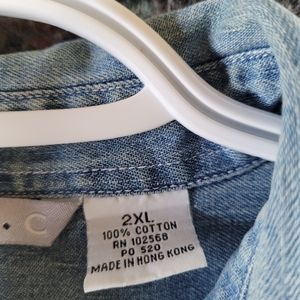 • C
2XL
100% COTTON
RN 102568
PO 520
MADE IN HONG KONG